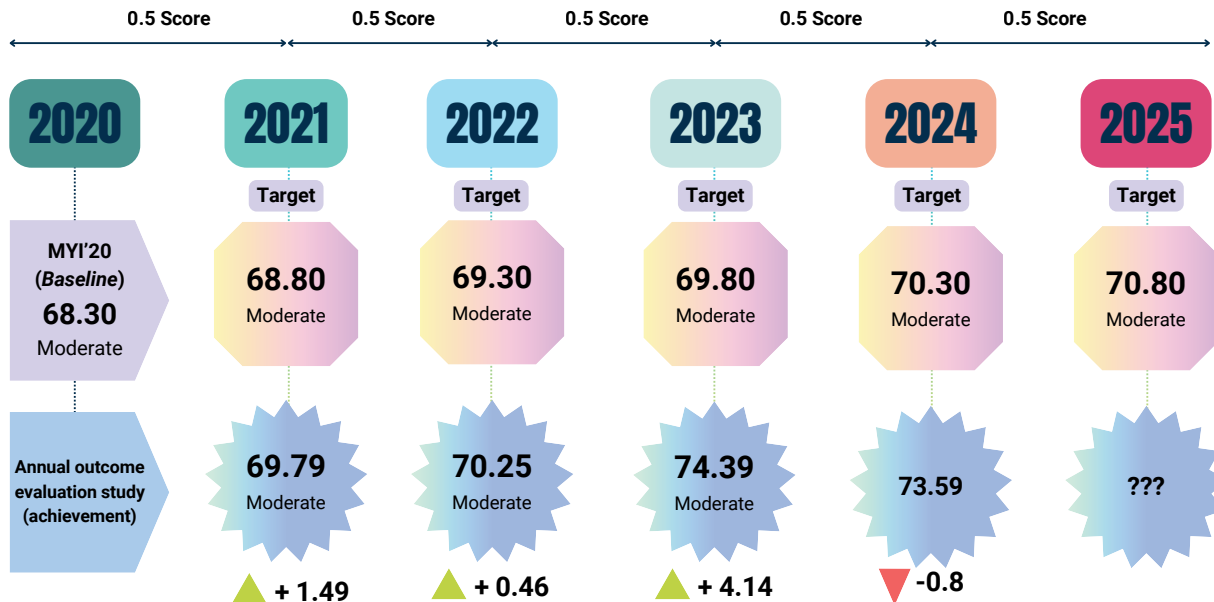 0.5 Score 0.5 Score 0.5 Score 0.5 Score 0.5 Score
2020 2021 2022 2023 2024 2025
Target Target Target Target Target
MYI’20
(Baseline)
68.30
Moderate
68.80
Moderate
69.30
Moderate
69.80
Moderate
70.30
Moderate
70.80
Moderate
Annual outcome
evaluation study
(achievement)
69.79
Moderate
70.25
Moderate
74.39
Moderate
73.59
???
+ 1.49 + 0.46 + 4.14 -0.8